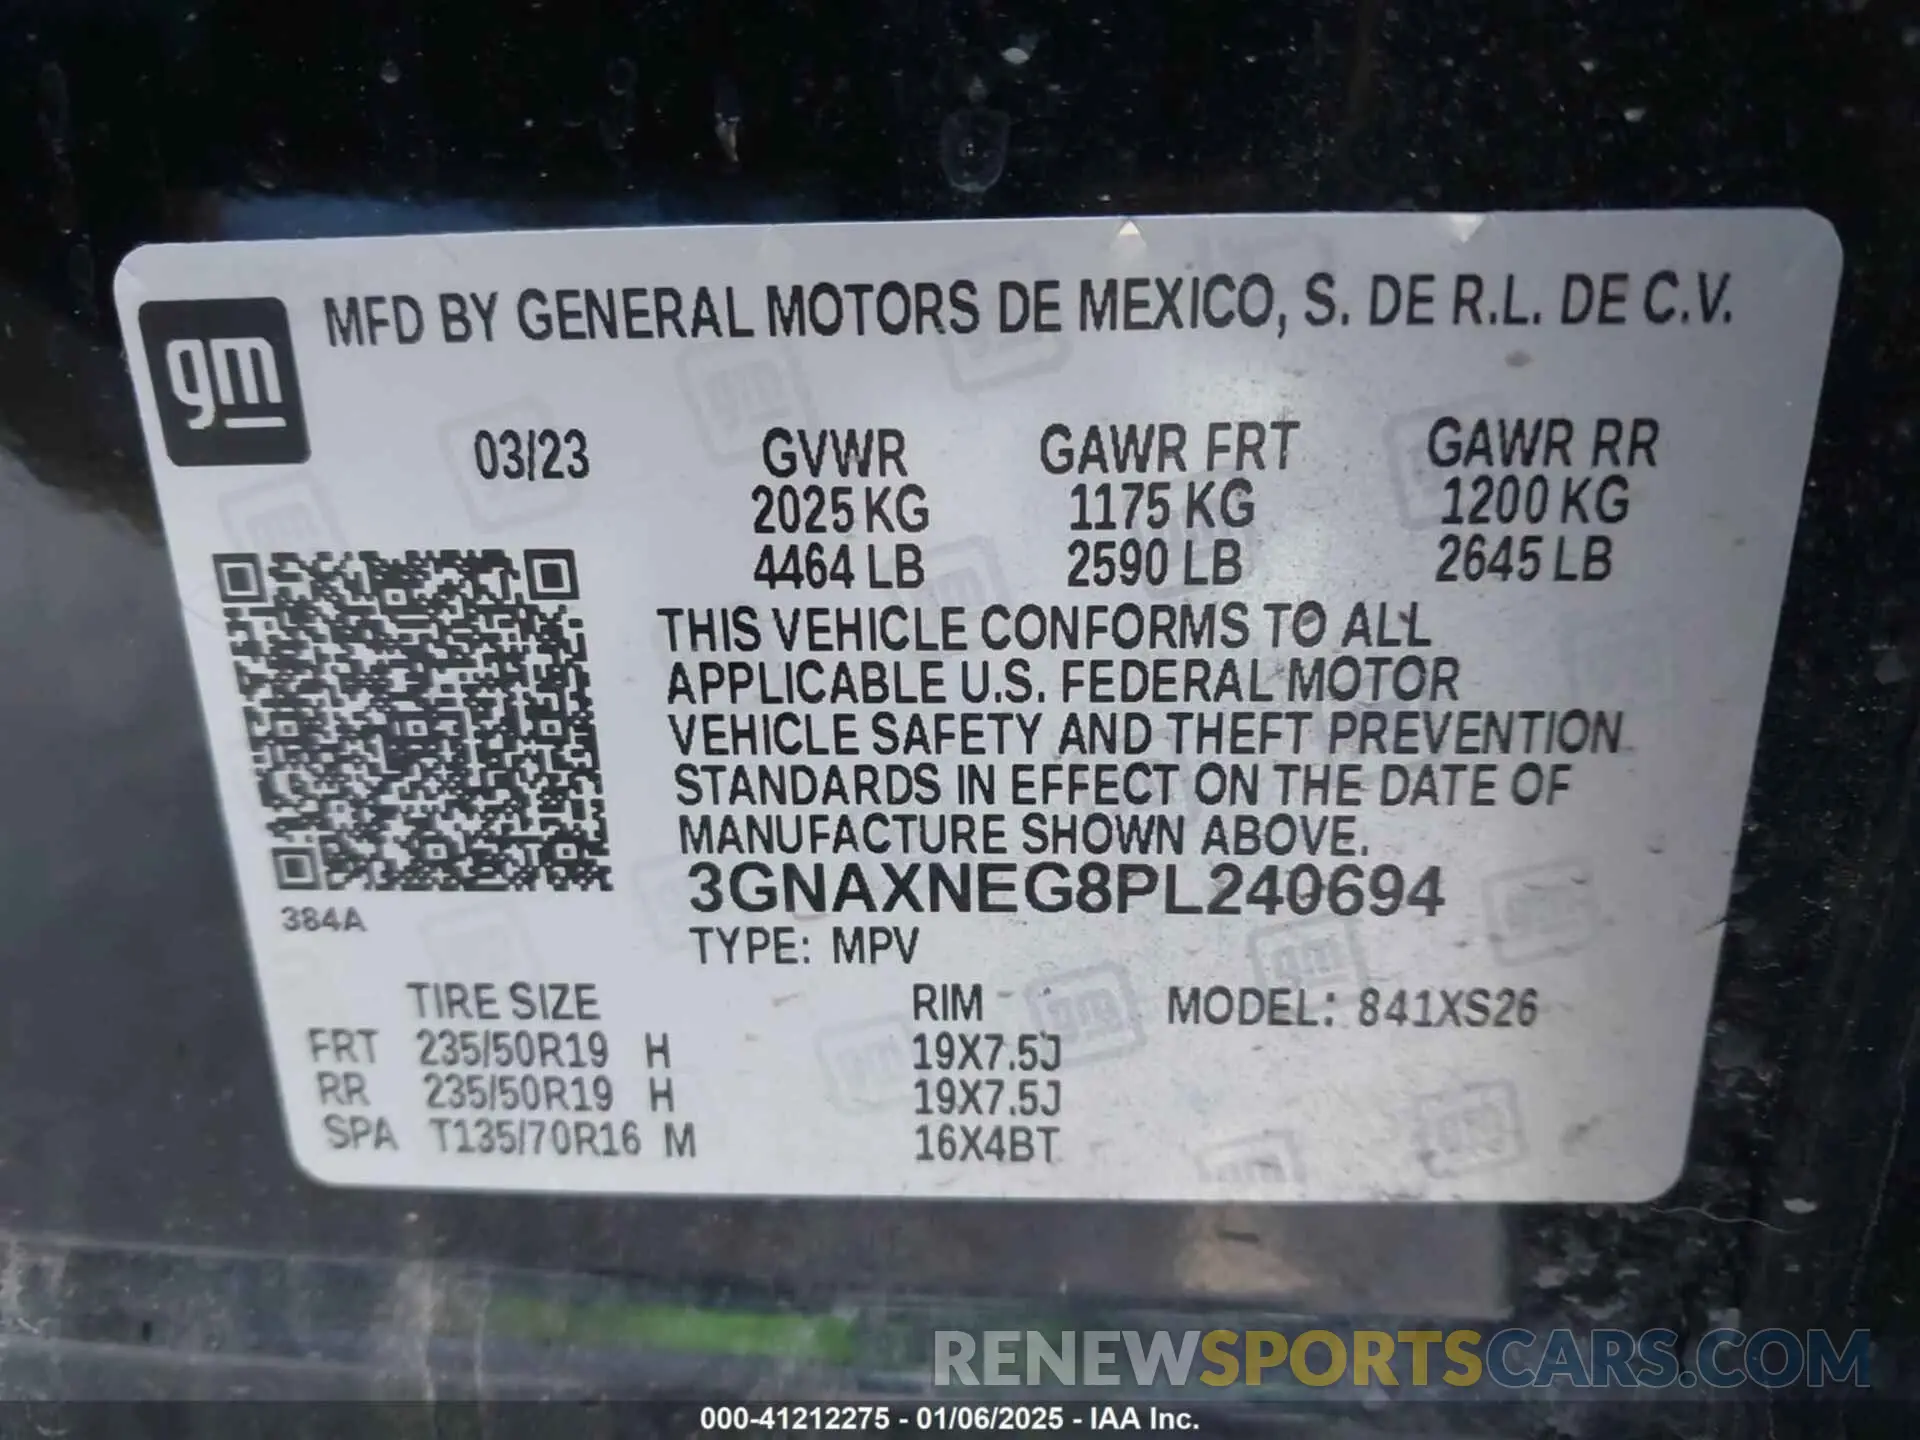 gm
MFD BY GENERAL MOTORS DE MEXICO, S. DE R.L. DE C.V.
03/23 GVWR GAWR FRT GAWR RR
2025 KG 1175 KG 1200 KG
4464 LB 2590 LB 2645 LB
THIS VEHICLE CONFORMS TO ALL
APPLICABLE U.S. FEDERAL MOTOR
VEHICLE SAFETY AND THEFT PREVENTION
STANDARDS IN EFFECT ON THE DATE OF
MANUFACTURE SHOWN ABOVE.
3GNAXNEG8PL240694
384A
TYPE: MPV
TIRE SIZE RIM MODEL: 841XS26
FRT 235/50R19 H 19X7.5J
RR 235/50R19 H 19X7.5J
SPA T135/70R16 M 16X4BT
RENEWSPORTSCARS.COM
000-41212275 - 01/06/2025 - IAA Inc.